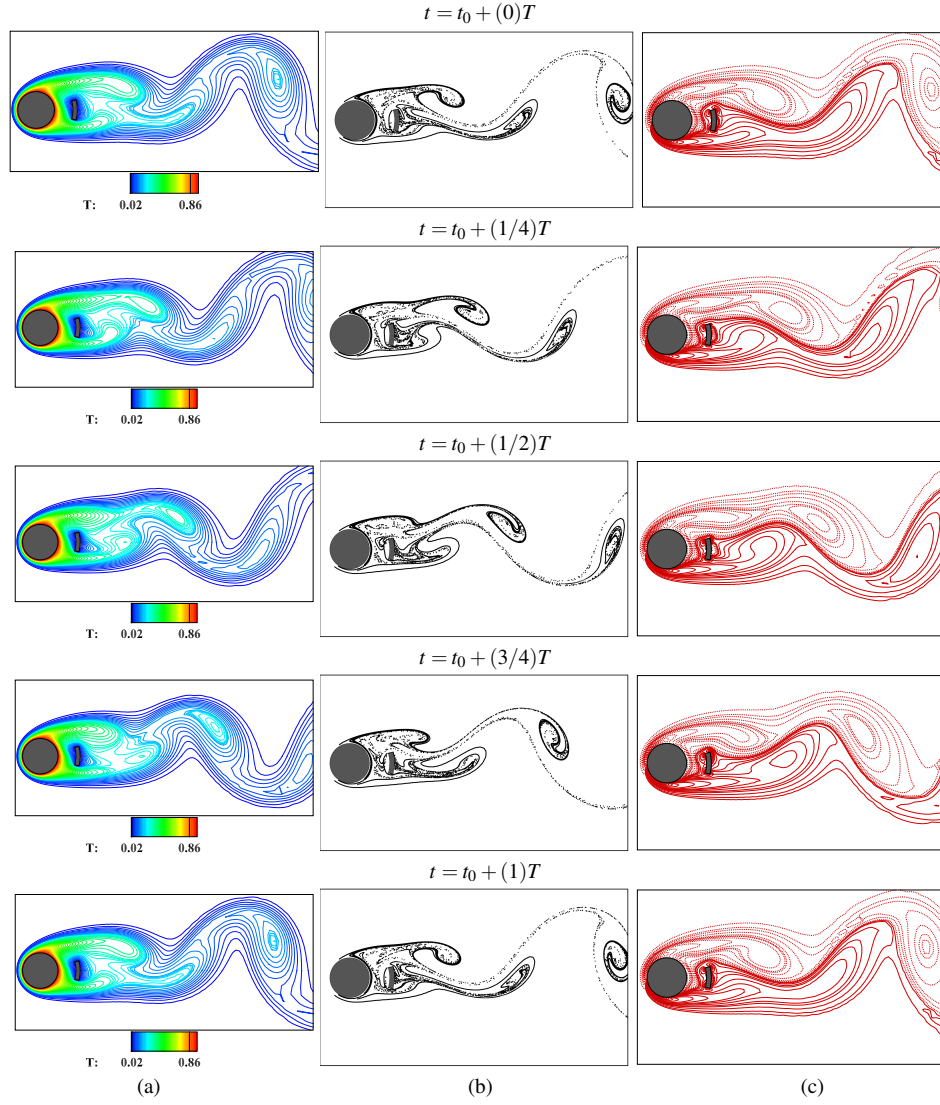 t = t₀ + (0)T
T: 0.02 0.86
t = t₀ + (1/4)T
T: 0.02 0.86
t = t₀ + (1/2)T
T: 0.02 0.86
t = t₀ + (3/4)T
T: 0.02 0.86
t = t₀ + (1)T
T: 0.02 0.86
(a) (b) (c)